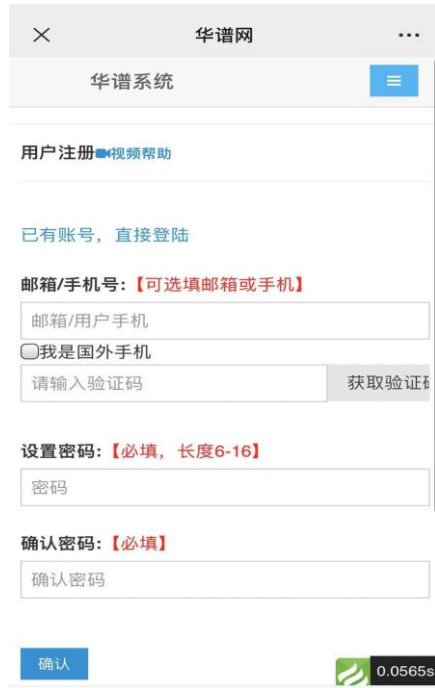 华谱网
华谱系统
用户注册视频帮助
已有账号，直接登陆
邮箱/手机号:【可选填邮箱或手机】
邮箱/用户手机
我是国外手机
请输入验证码 获取验证码
设置密码:【必填，长度6-16】
密码
确认密码:【必填】
确认密码
确认
0.0565s